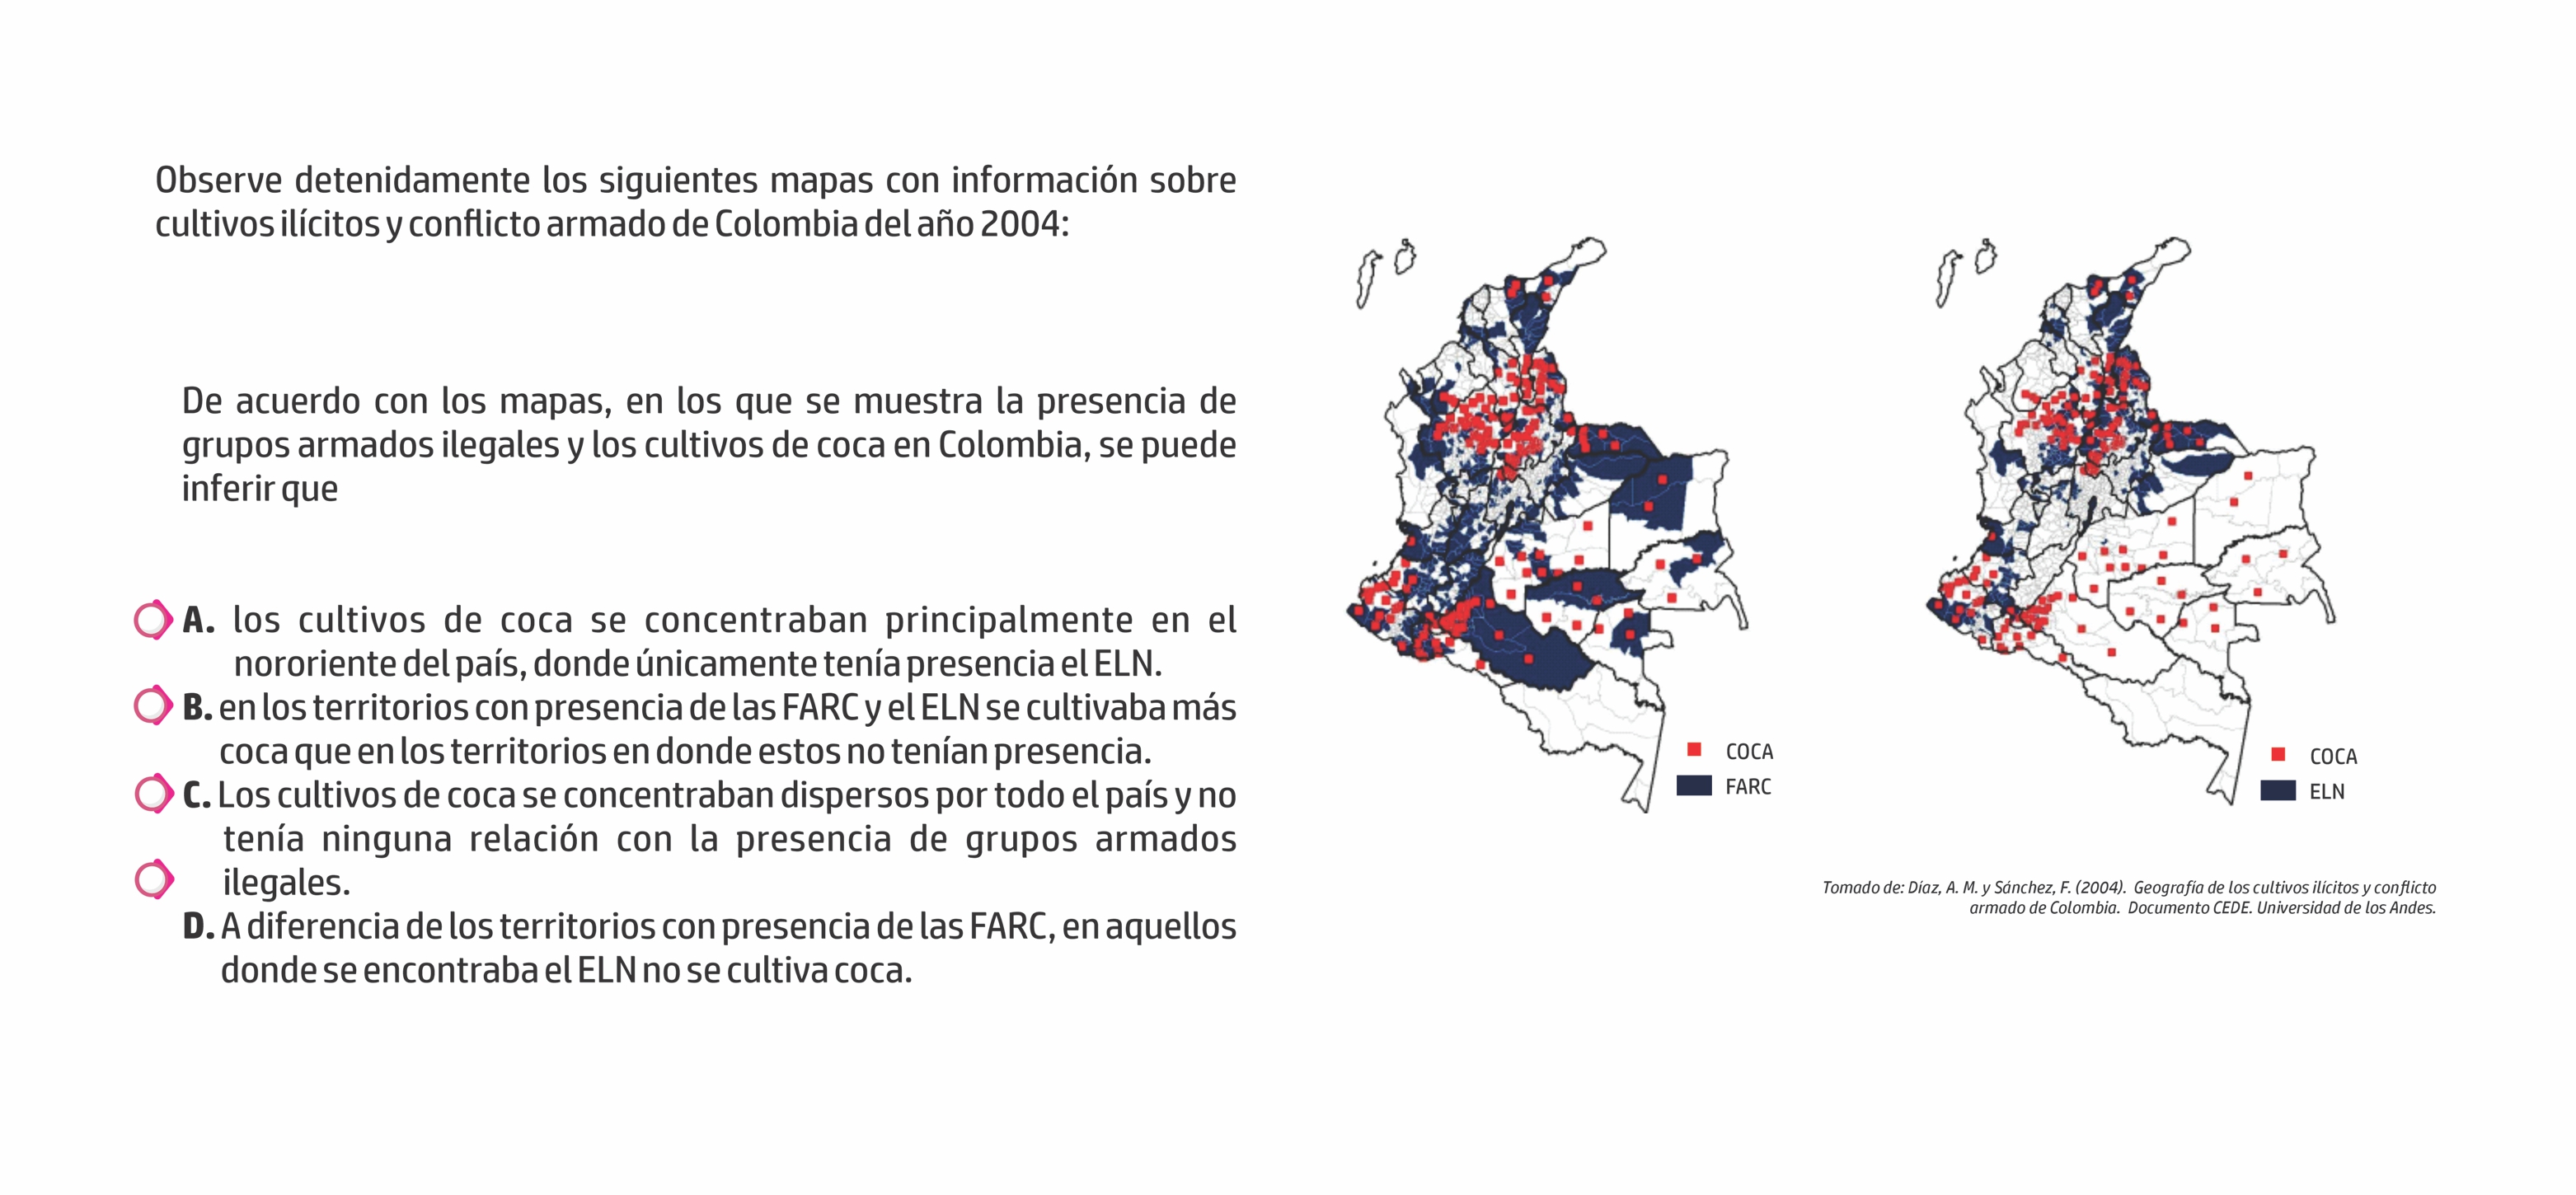 Observe detenidamente los siguientes mapas con información sobre
cultivos ilícitos y conflicto armado de Colombia del año 2004:
De acuerdo con los mapas, en los que se muestra la presencia de
grupos armados ilegales y los cultivos de coca en Colombia, se puede
inferir que
A. los cultivos de coca se concentraban principalmente en el
nororiente del país, donde únicamente tenía presencia el ELN.
B. en los territorios con presencia de las FARC y el ELN se cultivaba más
coca que en los territorios en donde estos no tenían presencia.
C. Los cultivos de coca se concentraban dispersos por todo el país y no
tenía ninguna relación con la presencia de grupos armados
ilegales.
D. A diferencia de los territorios con presencia de las FARC, en aquellos
donde se encontraba el ELN no se cultiva coca.
COCA
FARC
COCA
ELN
Tomado de: Díaz, A. M. y Sánchez, F. (2004). Geografía de los cultivos ilícitos y conflicto
armado de Colombia. Documento CEDE. Universidad de los Andes.